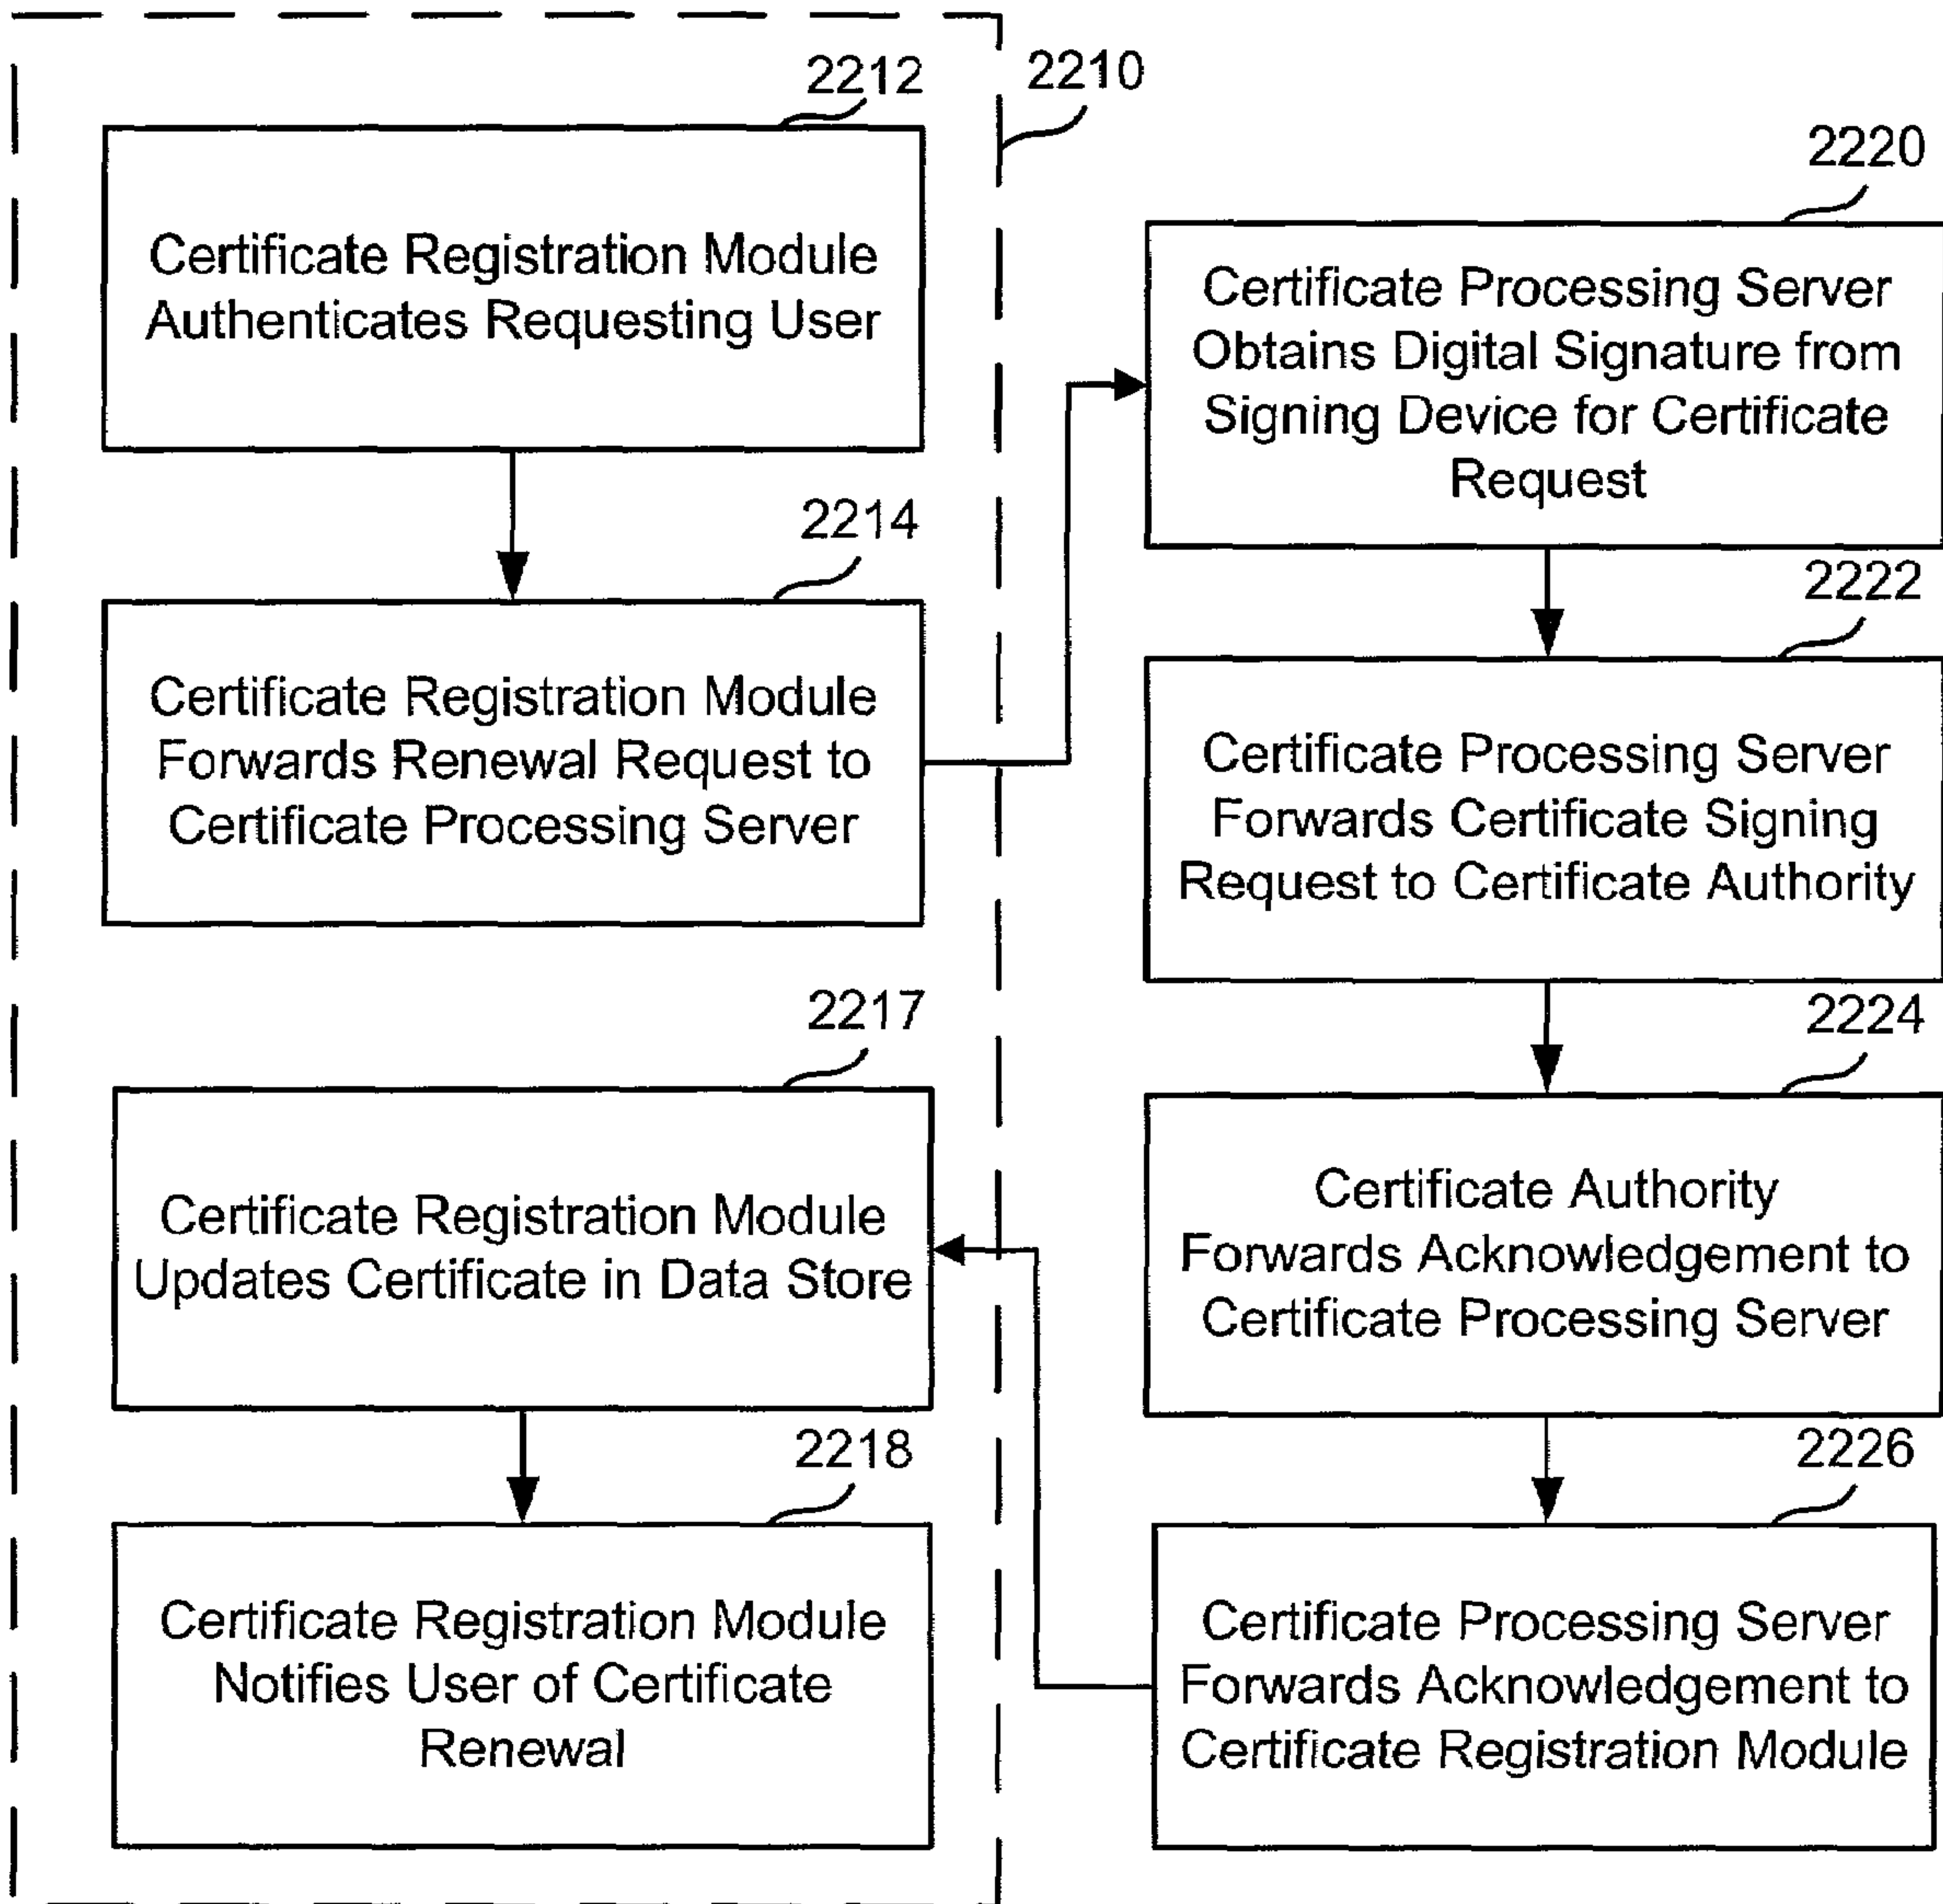 2212
2210
Certificate Registration Module
Authenticates Requesting User
2214
Certificate Registration Module
Forwards Renewal Request to
Certificate Processing Server
2220
Certificate Processing Server
Obtains Digital Signature from
Signing Device for Certificate
Request
2222
Certificate Processing Server
Forwards Certificate Signing
Request to Certificate Authority
2224
Certificate Authority
Forwards Acknowledgement to
Certificate Processing Server
2226
Certificate Processing Server
Forwards Acknowledgement to
Certificate Registration Module
2217
Certificate Registration Module
Updates Certificate in Data Store
2218
Certificate Registration Module
Notifies User of Certificate
Renewal